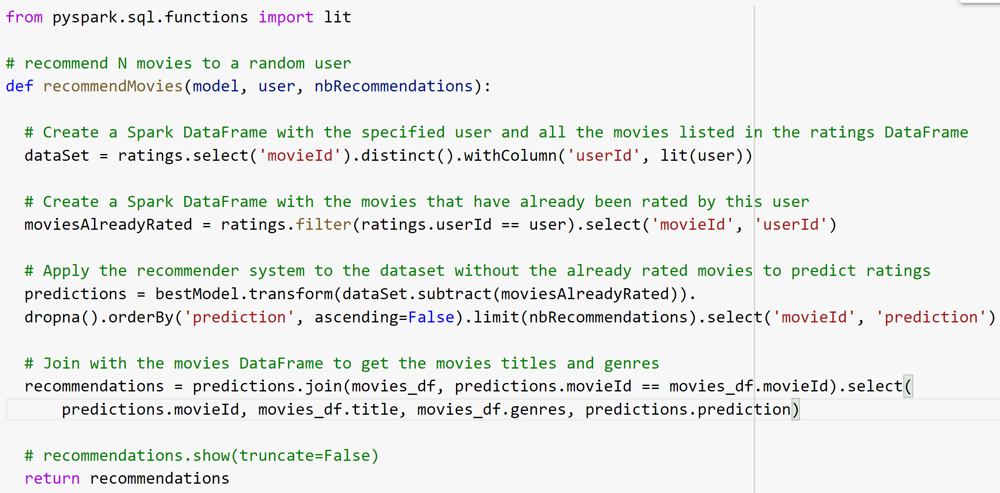 from pyspark.sql.functions import lit
# recommend N movies to a random user
def recommendMovies(model, user, nbRecommendations):
# Create a Spark DataFrame with the specified user and all the movies listed in the ratings DataFrame
dataSet = ratings.select('movieId').distinct().withColumn('userId', lit(user))
# Create a Spark DataFrame with the movies that have already been rated by this user
moviesAlreadyRated = ratings.filter(ratings.userId == user).select('movieId', 'userId')
# Apply the recommender system to the dataset without the already rated movies to predict ratings
predictions = bestModel.transform(dataSet.subtract(moviesAlreadyRated)).
dropna().orderBy('prediction', ascending=False).limit(nbRecommendations).select('movieId', 'prediction')
# Join with the movies DataFrame to get the movies titles and genres
recommendations = predictions.join(movies_df, predictions.movieId == movies_df.movieId).select(
predictions.movieId, movies_df.title, movies_df.genres, predictions.prediction)
# recommendations.show(truncate=False)
return recommendations